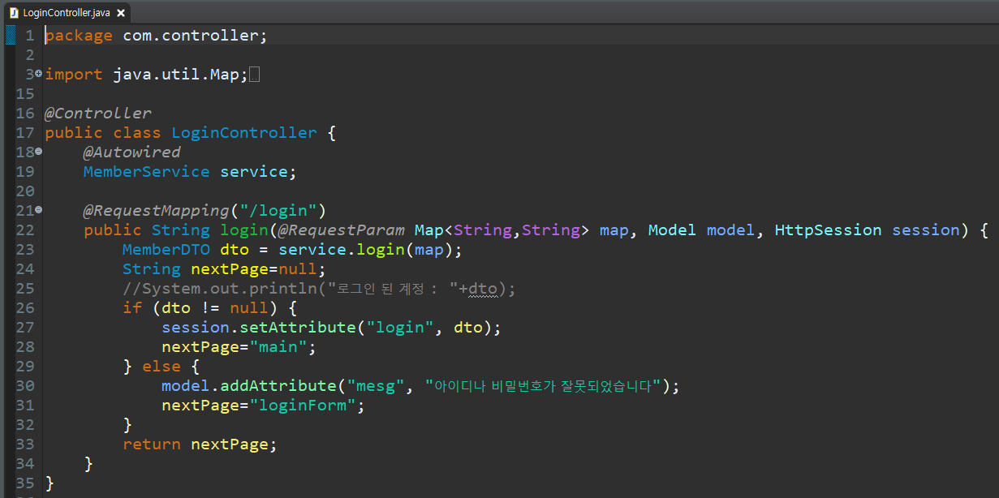 LoginController.java
1 package com.controller;
2
3 import java.util.Map;
15
16 @Controller
17 public class LoginController {
18 @Autowired
19 MemberService service;
20
21 @RequestMapping("/login")
22 public String login(@RequestParam Map<String,String> map, Model model, HttpSession session) {
23 MemberDTO dto = service.login(map);
24 String nextPage=null;
25 //System.out.println("로그인 된 계정 : "+dto);
26 if (dto != null) {
27 session.setAttribute("login", dto);
28 nextPage="main";
29 } else {
30 model.addAttribute("mesg", "아이디나 비밀번호가 잘못되었습니다");
31 nextPage="loginForm";
32 }
33 return nextPage;
34 }
35 }